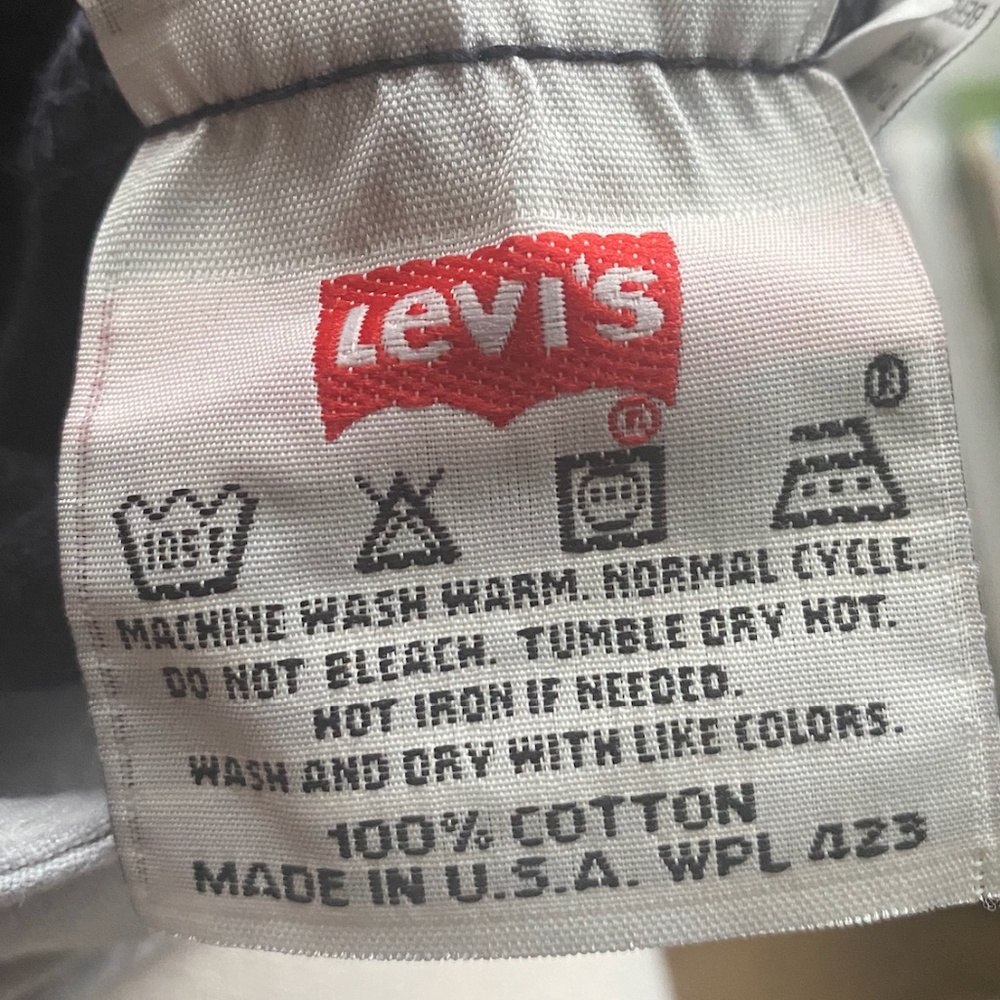 Levi's
®
105°F
MACHINE WASH WARM. NORMAL CYCLE.
DO NOT BLEACH. TUMBLE DRY HOT.
HOT IRON IF NEEDED.
WASH AND DRY WITH LIKE COLORS.
100% COTTON
MADE IN U.S.A. WPL 423